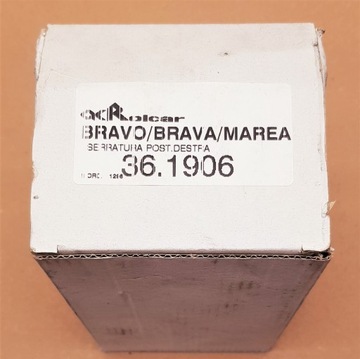 Rolcar
BRAVO/BRAVA/MAREA
SERRATURA POST.DESTRA
36.1906